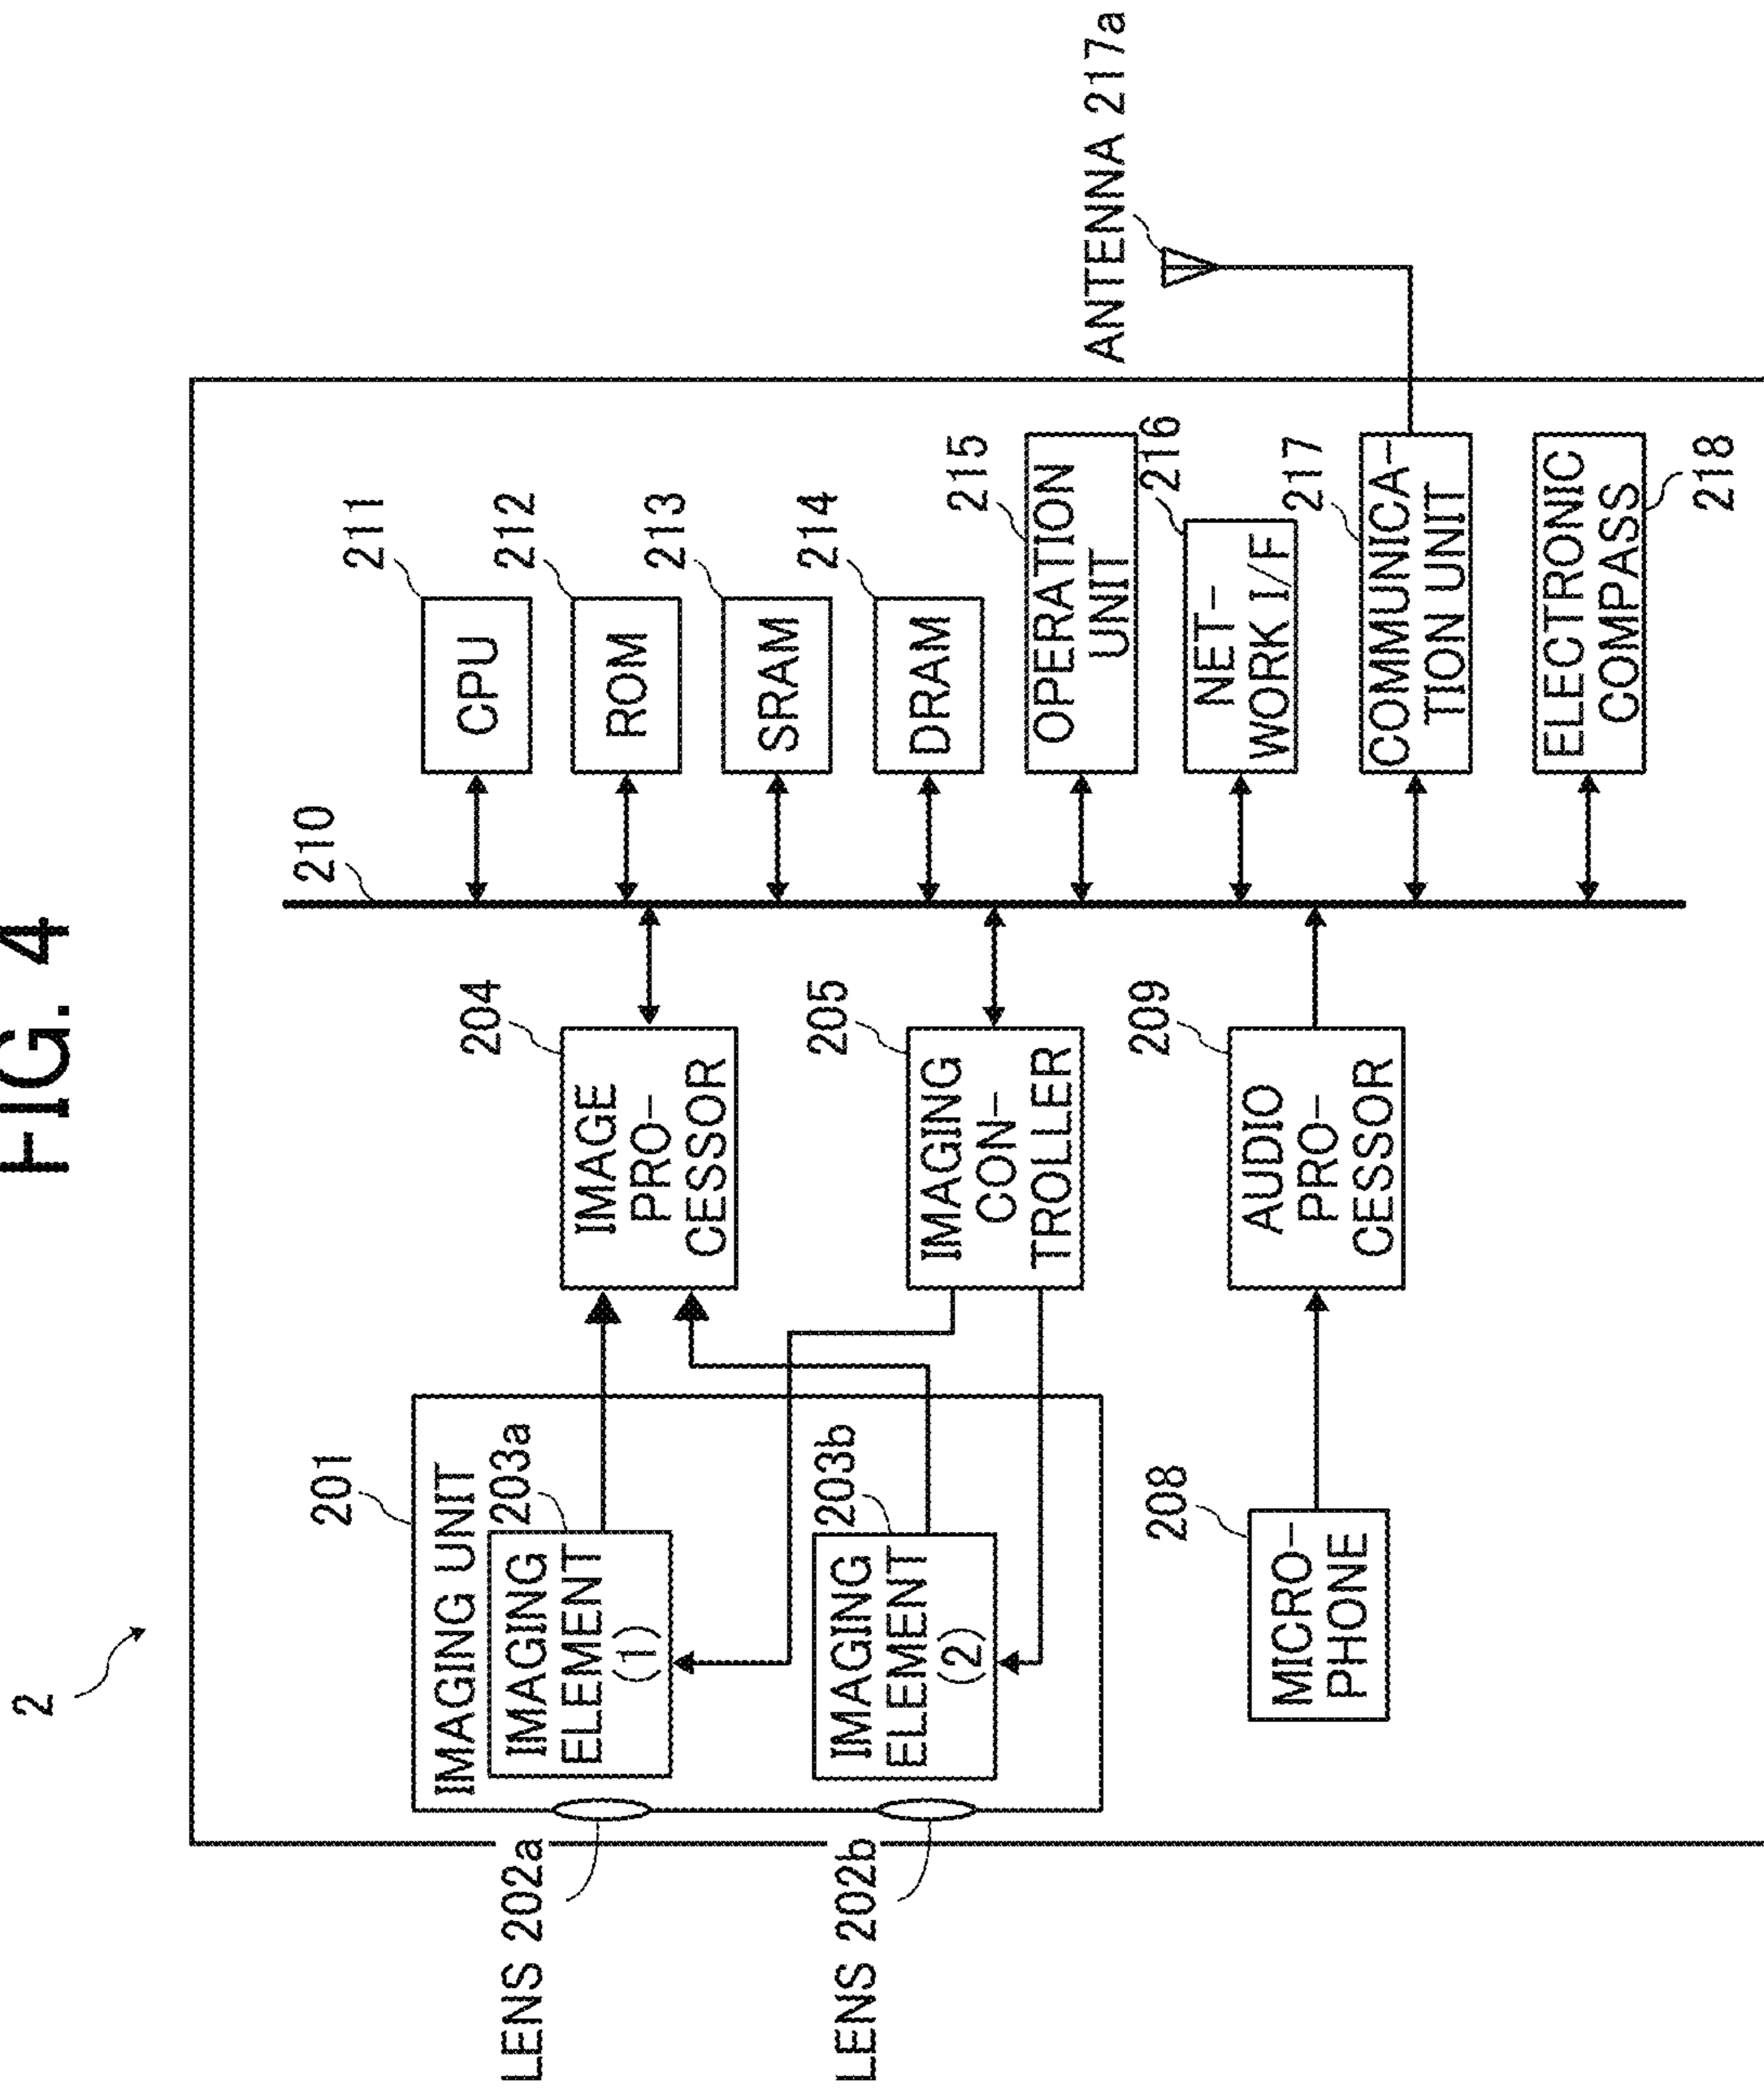 FIG. 4
2
201
IMAGING UNIT
203a
IMAGING
ELEMENT
(1)
LENS 202a
203b
IMAGING
ELEMENT
(2)
LENS 202b
204
IMAGE
PRO-
CESSOR
205
IMAGING
CON-
TROLLER
208
MICRO-
PHONE
209
AUDIO
PRO-
CESSOR
210
211
CPU
212
ROM
213
SRAM
214
DRAM
215
OPERATION
UNIT
216
NET-
WORK I/F
217
COMMUNICA-
TION UNIT
ANTENNA 217a
ELECTRONIC
COMPASS
218